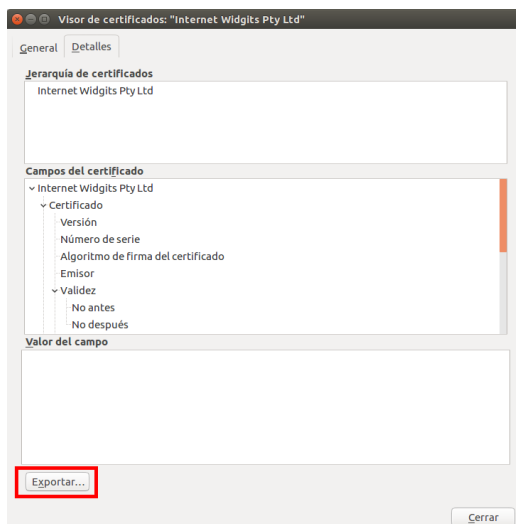 Visor de certificados: "Internet Widgits Pty Ltd"
General Detalles
Jerarquía de certificados
Internet Widgits Pty Ltd
Campos del certificado
Internet Widgits Pty Ltd
Certificado
Versión
Número de serie
Algoritmo de firma del certificado
Emisor
Validez
No antes
No después
Valor del campo
Exportar...
Cerrar